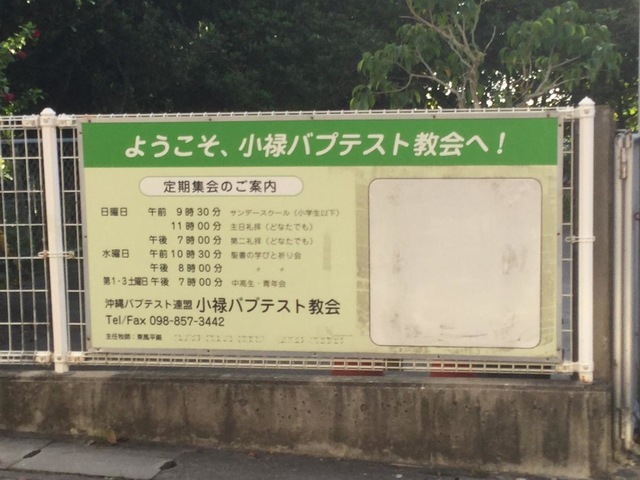 ようこそ、小禄バプテスト教会へ！
定期集会のご案内
日曜日 午前 9時30分 サンデースクール（小学生以下）
11時00分 主日礼拝（どなたでも）
午後 7時00分 第二礼拝（どなたでも）
水曜日 午前10時30分 聖書の学びと祈り会
午後 8時00分 〃 〃
第1・3土曜日 午後 7時00分 中高生・青年会
沖縄バプテスト連盟 小禄バプテスト教会
Tel/Fax 098-857-3442
主任牧師：東風平